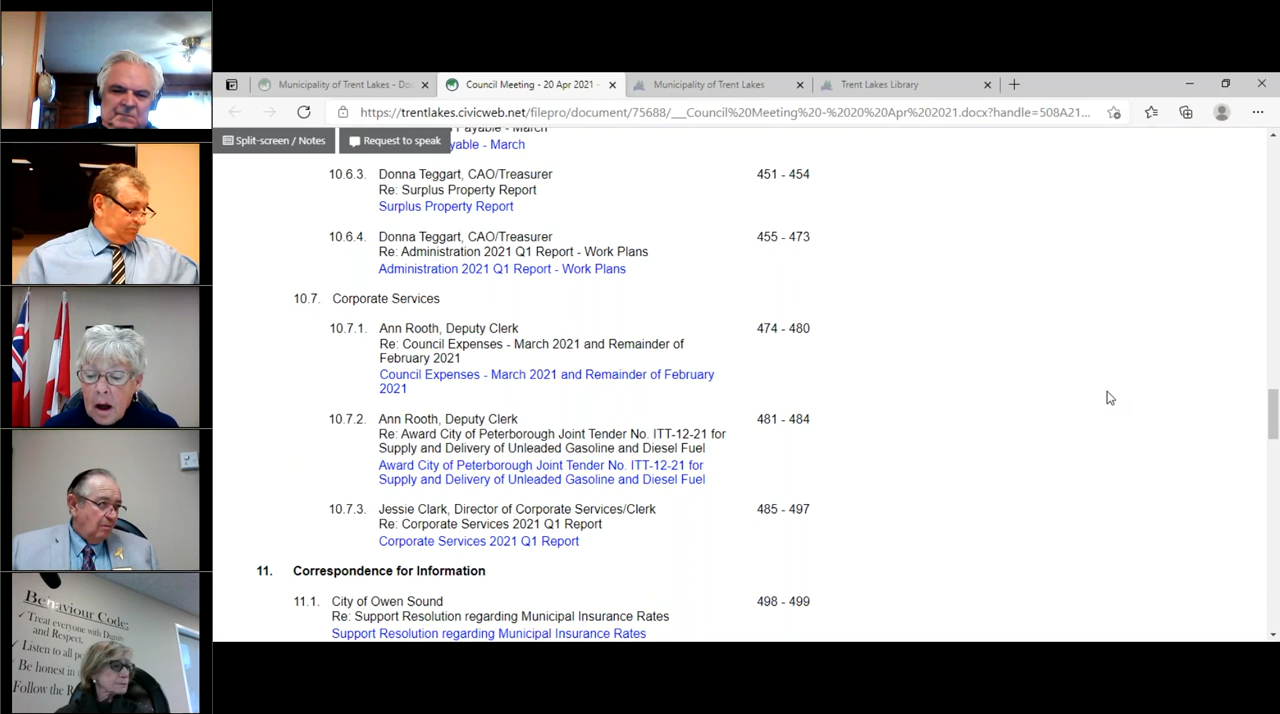 Municipality of Trent Lakes - Doc
Council Meeting - 20 Apr 2021 -
Municipality of Trent Lakes
Trent Lakes Library
https://trentlakes.civicweb.net/filepro/document/75688/__Council%20Meeting%20-%2020%20Apr%202021.docx?handle=508A21...
Split-screen / Notes
Request to speak
Payable - March
yable - March
10.6.3. Donna Teggart, CAO/Treasurer 451 - 454
Re: Surplus Property Report
Surplus Property Report
10.6.4. Donna Teggart, CAO/Treasurer 455 - 473
Re: Administration 2021 Q1 Report - Work Plans
Administration 2021 Q1 Report - Work Plans
10.7. Corporate Services
10.7.1. Ann Rooth, Deputy Clerk 474 - 480
Re: Council Expenses - March 2021 and Remainder of
February 2021
Council Expenses - March 2021 and Remainder of February
2021
10.7.2. Ann Rooth, Deputy Clerk 481 - 484
Re: Award City of Peterborough Joint Tender No. ITT-12-21 for
Supply and Delivery of Unleaded Gasoline and Diesel Fuel
Award City of Peterborough Joint Tender No. ITT-12-21 for
Supply and Delivery of Unleaded Gasoline and Diesel Fuel
10.7.3. Jessie Clark, Director of Corporate Services/Clerk 485 - 497
Re: Corporate Services 2021 Q1 Report
Corporate Services 2021 Q1 Report
11. Correspondence for Information
11.1. City of Owen Sound 498 - 499
Re: Support Resolution regarding Municipal Insurance Rates
Support Resolution regarding Municipal Insurance Rates
Behaviour Code:
✓Treat everyone with Dignity
and Respect.
✓Listen to all
Be honest in
Follow the